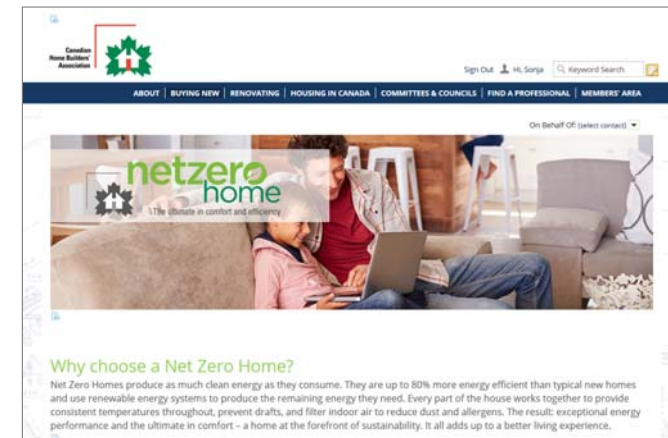 Canadian
Home Builders'
Association
Sign Out Hi, Sonja Keyword Search
ABOUT | BUYING NEW | RENOVATING | HOUSING IN CANADA | COMMITTEES & COUNCILS | FIND A PROFESSIONAL | MEMBERS' AREA
On Behalf Of: (select contact)
netzero
home
The ultimate in comfort and efficiency
Why choose a Net Zero Home?
Net Zero Homes produce as much clean energy as they consume. They are up to 80% more energy efficient than typical new homes
and use renewable energy systems to produce the remaining energy they need. Every part of the house works together to provide
consistent temperatures throughout, prevent drafts, and filter indoor air to reduce dust and allergens. The result: exceptional energy
performance and the ultimate in comfort – a home at the forefront of sustainability. It all adds up to a better living experience.